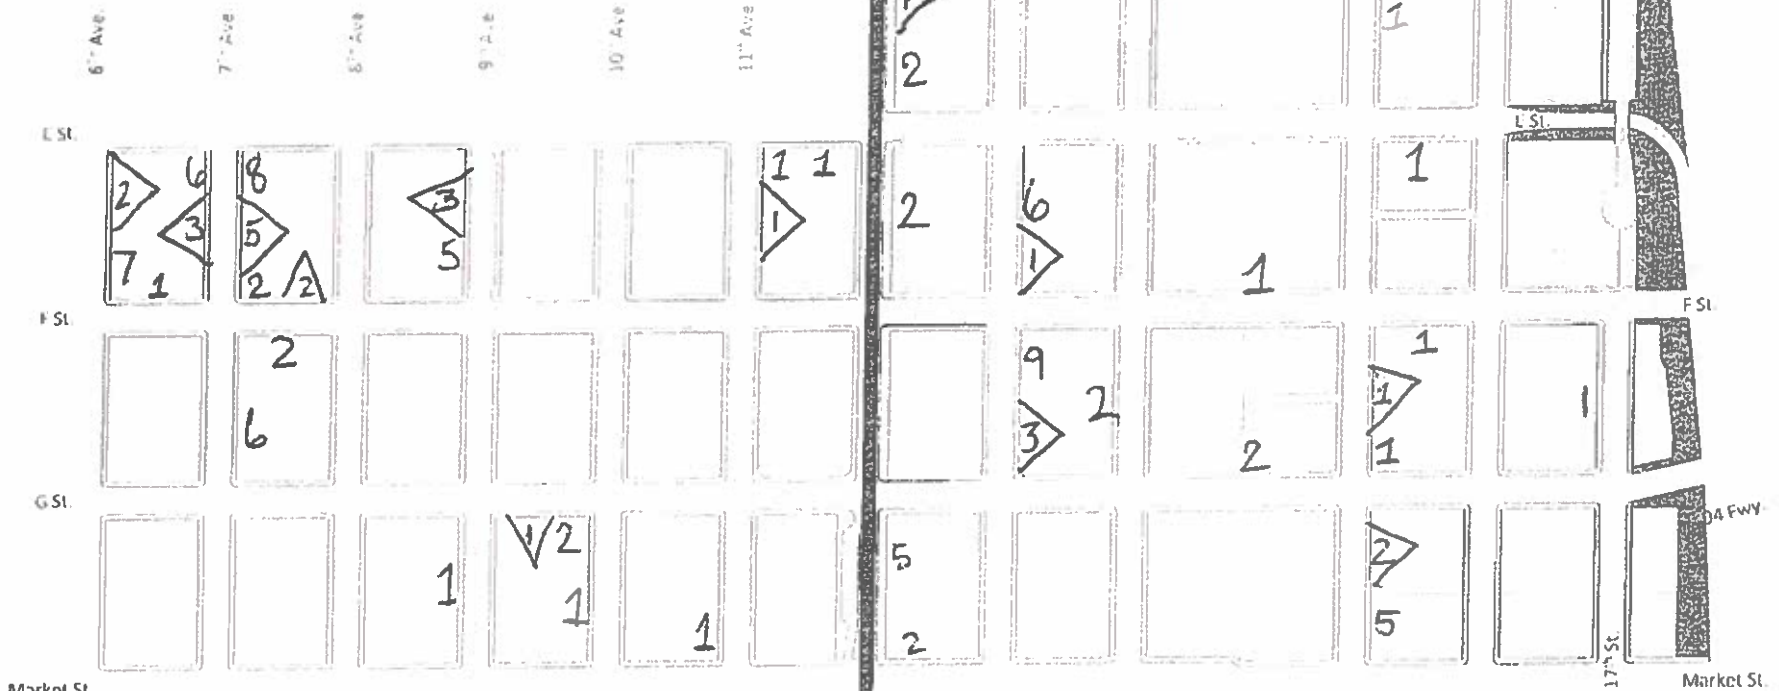 6th Ave.
7th Ave.
8th Ave
9th Ave
10th Ave
11th Ave
1
2
E St.
2 6 3 7 1
8 5 2 2
3 5
1 1 1
2
6 1
1
1
F St.
F St.
2 6
9 3 2
2
1 1 1
1
G St.
1
1 2 1
1
5 2
2 5
04 Fwy
17th St.
Market St.
Market St.